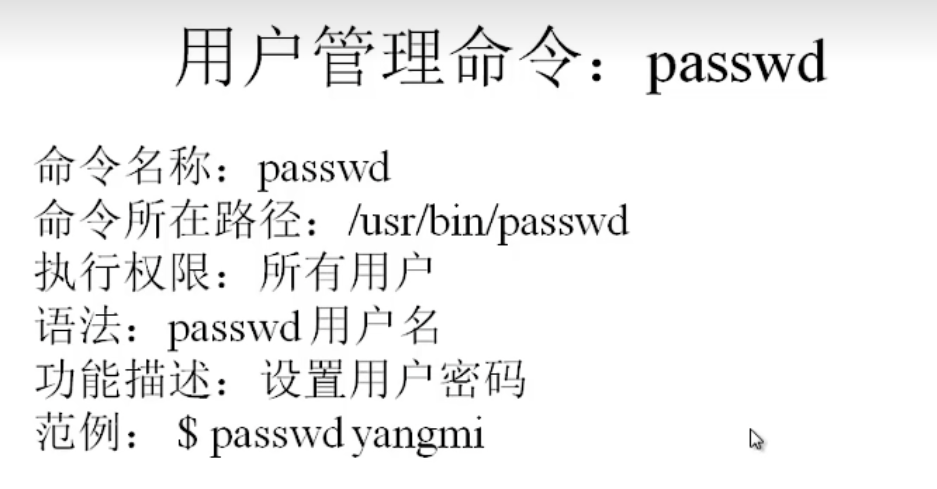 用户管理命令：passwd
命令名称：passwd
命令所在路径：/usr/bin/passwd
执行权限：所有用户
语法：passwd 用户名
功能描述：设置用户密码
范例： $ passwd yangmi